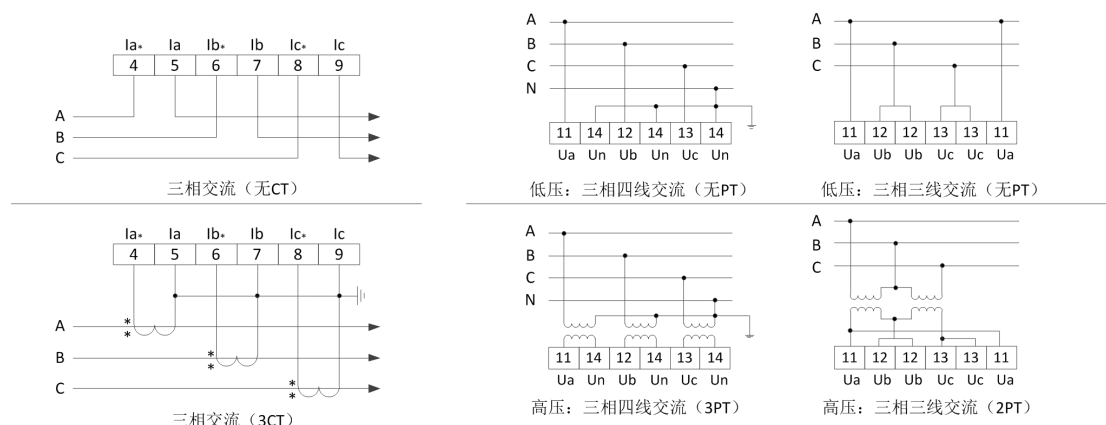 Ia* Ia Ib* Ib Ic* Ic
4 5 6 7 8 9
A
B
C
三相交流（无CT）
A
B
C
N
11 14 12 14 13 14
Ua Un Ub Un Uc Un
低压：三相四线交流（无PT）
A
B
C
11 12 12 13 13 11
Ua Ub Ub Uc Uc Ua
低压：三相三线交流（无PT）
Ia* Ia Ib* Ib Ic* Ic
4 5 6 7 8 9
A * *
B * *
C * *
三相交流（3CT）
A
B
C
N
11 14 12 14 13 14
Ua Un Ub Un Uc Un
高压：三相四线交流（3PT）
A
B
C
11 12 12 13 13 11
Ua Ub Ub Uc Uc Ua
高压：三相三线交流（2PT）